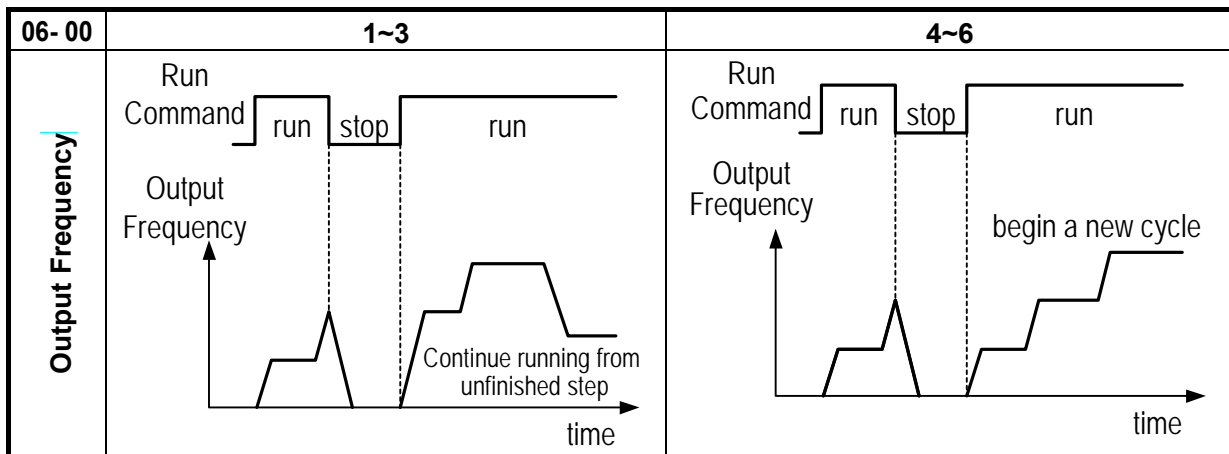 06- 00
1~3
4~6
Output Frequency
Run
Command
run
stop
run
Output
Frequency
Continue running from
unfinished step
time
Run
Command
run
stop
run
Output
Frequency
begin a new cycle
time